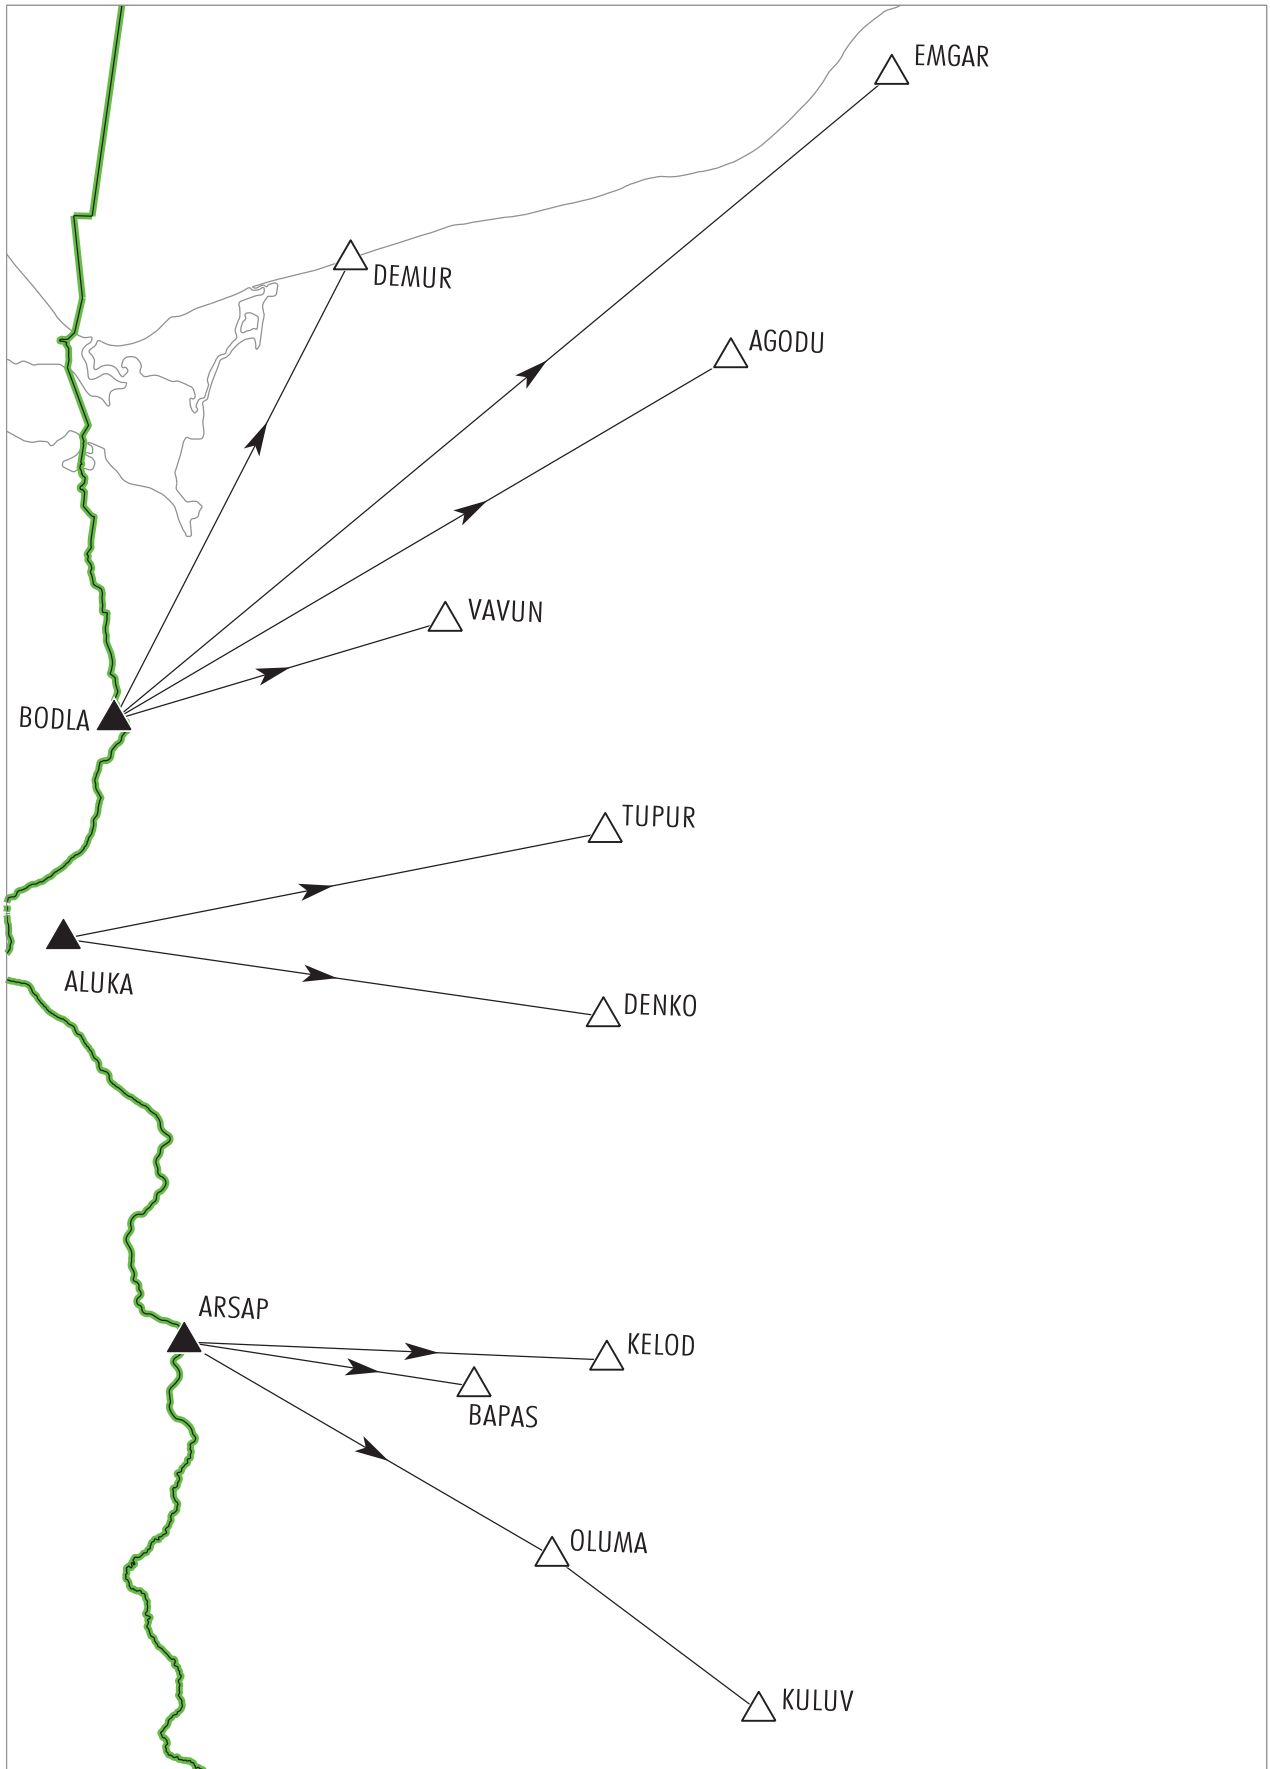 EMGAR
DEMUR
AGODU
VAVUN
BODLA
TUPUR
ALUKA
DENKO
ARSAP
KELOD
BAPAS
OLUMA
KULUV